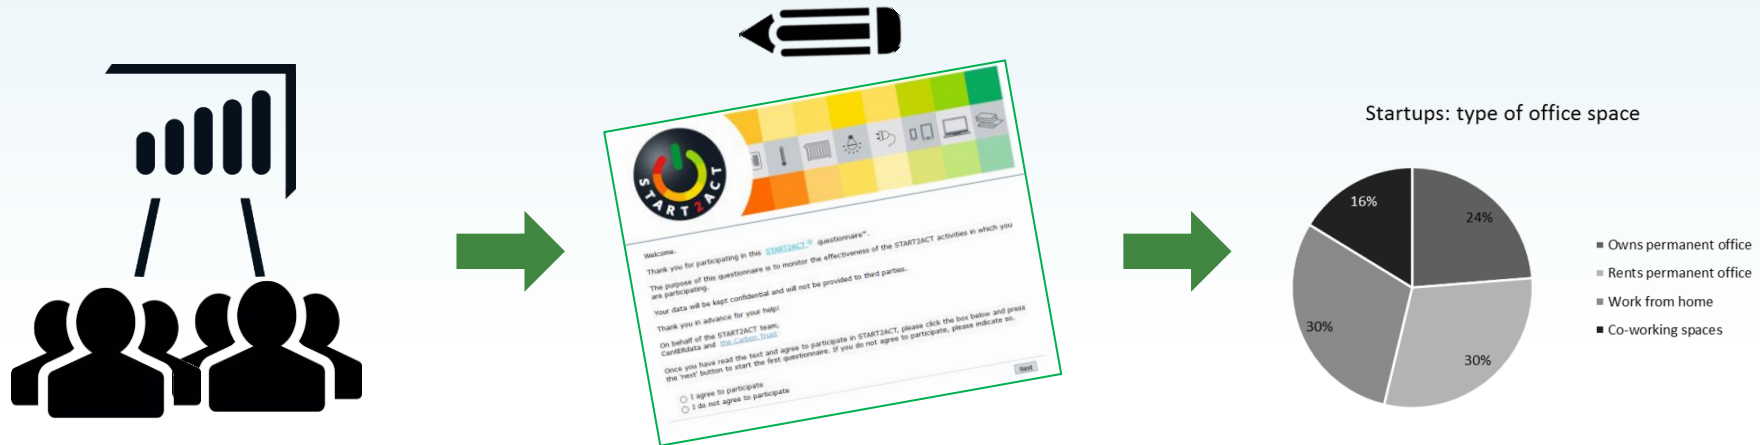 START2ACT
Welcome.
Thank you for participating in this START2ACT questionnaire*.
The purpose of this questionnaire is to monitor the effectiveness of the START2ACT activities in which you
are participating.
Your data will be kept confidential and will not be provided to third parties.
Thank you in advance for your help!
On behalf of the START2ACT team,
CentERdata and the Carbon Trust
Once you have read the text and agree to participate in START2ACT, please click the box below and press
the 'next' button to start the first questionnaire. If you do not agree to participate, please indicate so.
I agree to participate
I do not agree to participate
Next
Startups: type of office space
16%
24%
30%
30%
Owns permanent office
Rents permanent office
Work from home
Co-working spaces